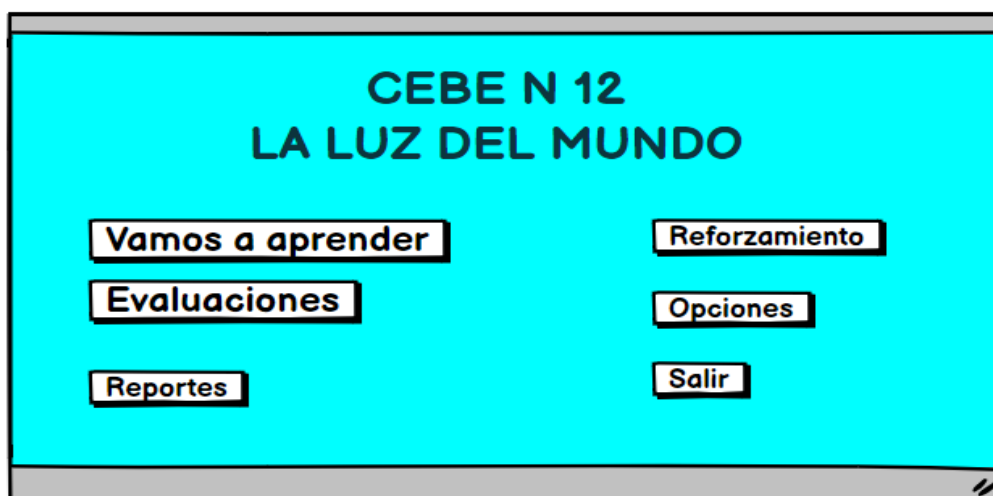 CEBE N 12
LA LUZ DEL MUNDO
Vamos a aprender
Evaluaciones
Reportes
Reforzamiento
Opciones
Salir